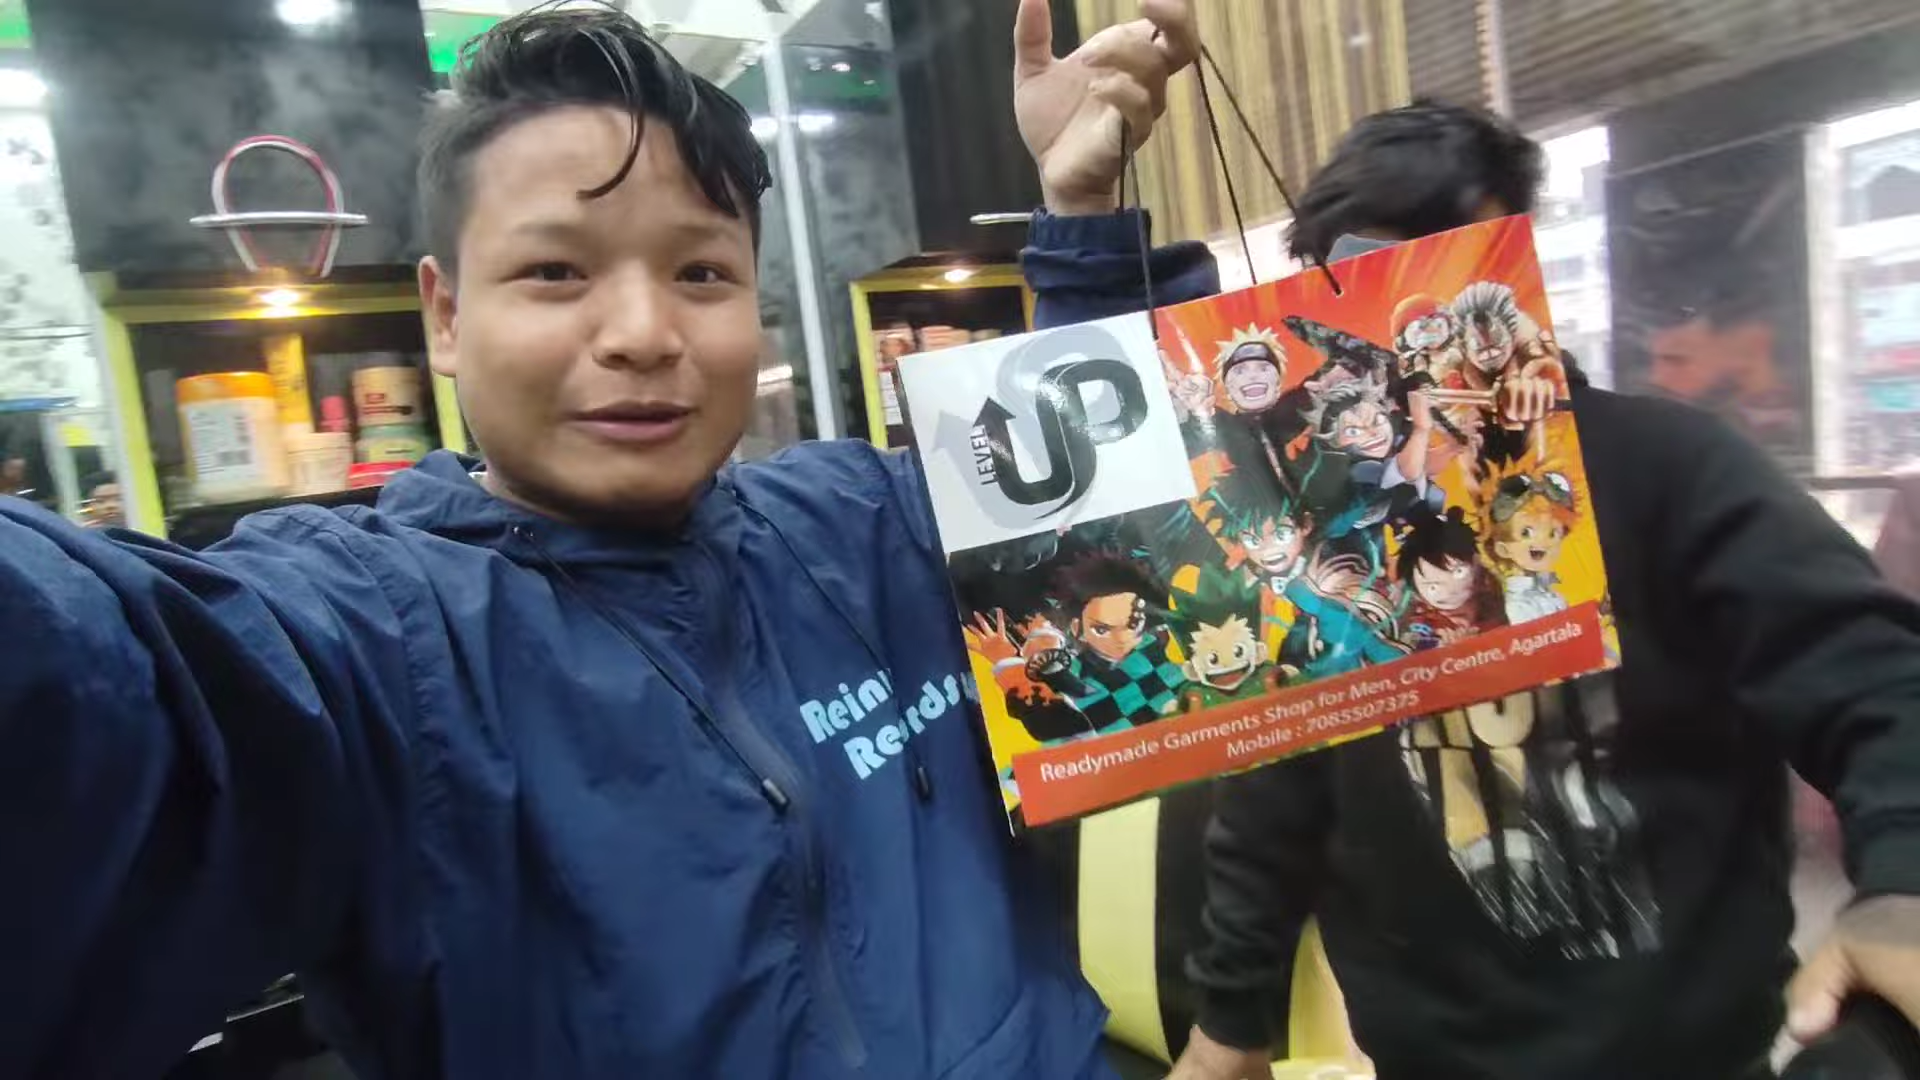 LEVEL
UP
Readymade Garments Shop for Men, City Centre, Agartala
Mobile : 7085507375